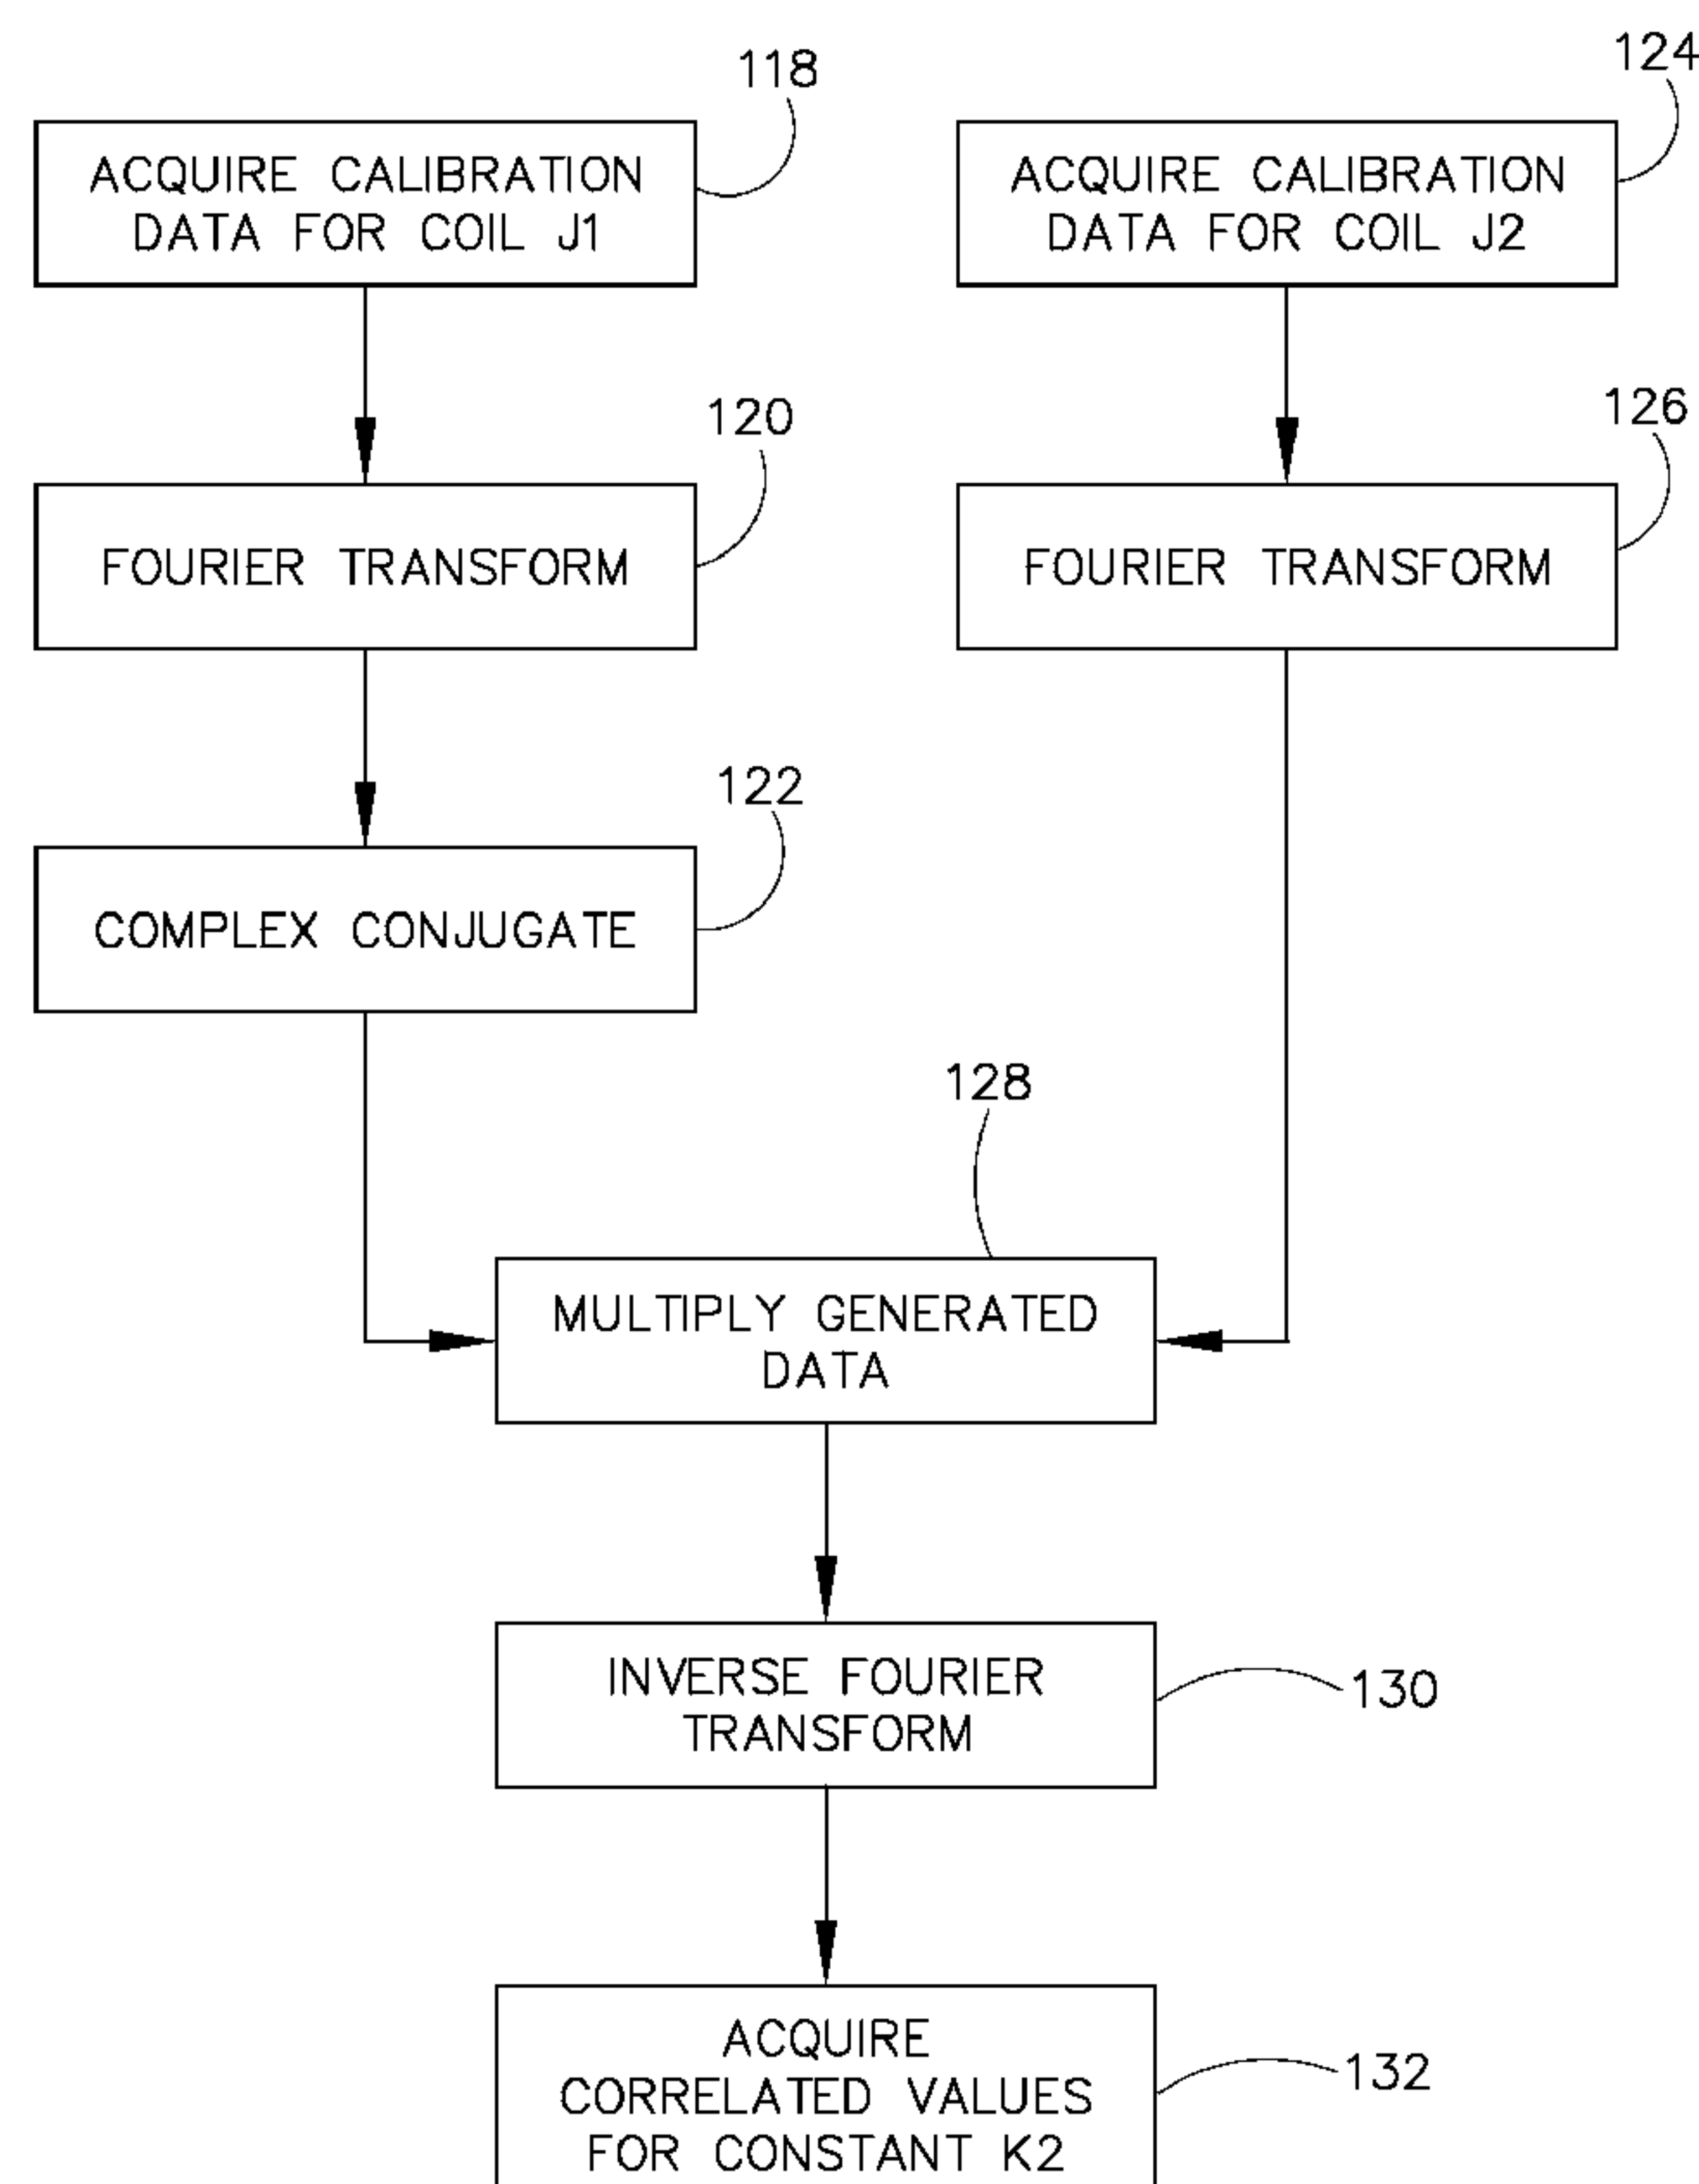 118
ACQUIRE CALIBRATION
DATA FOR COIL J1
124
ACQUIRE CALIBRATION
DATA FOR COIL J2
120
FOURIER TRANSFORM
126
FOURIER TRANSFORM
122
COMPLEX CONJUGATE
128
MULTIPLY GENERATED
DATA
INVERSE FOURIER
TRANSFORM
130
ACQUIRE
CORRELATED VALUES
FOR CONSTANT K2
132